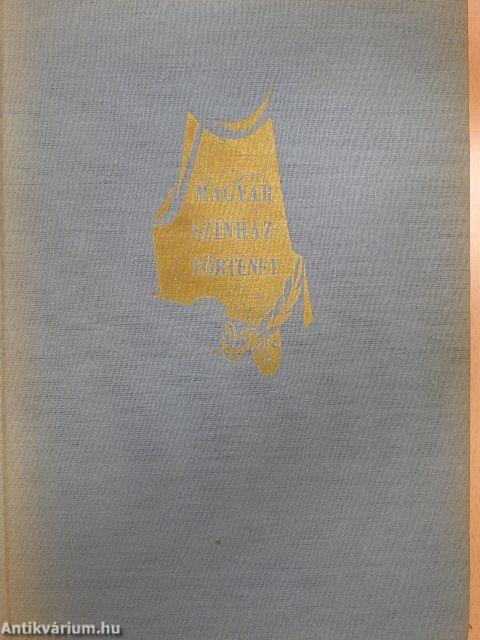 MAGYAR
SZÍNHÁZ
TÖRTÉNET
Antikvárium.hu